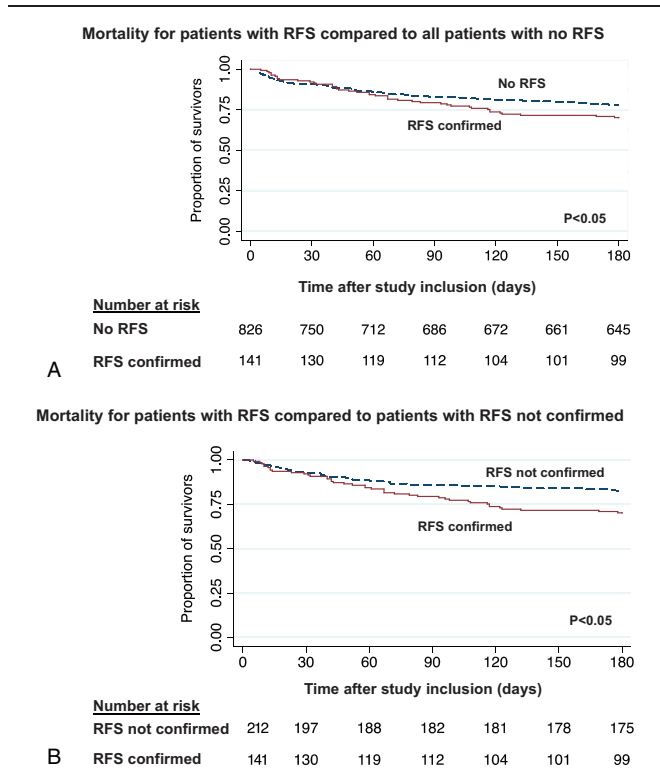 Mortality for patients with RFS compared to all patients with no RFS
Proportion of survivors
1.00
0.75
0.50
0.25
0.00
No RFS
RFS confirmed
P<0.05
0 30 60 90 120 150 180
Time after study inclusion (days)
Number at risk
No RFS 826 750 712 686 672 661 645
RFS confirmed 141 130 119 112 104 101 99
A
Mortality for patients with RFS compared to patients with RFS not confirmed
Proportion of survivors
1.00
0.75
0.50
0.25
0.00
RFS not confirmed
RFS confirmed
P<0.05
0 30 60 90 120 150 180
Time after study inclusion (days)
Number at risk
RFS not confirmed 212 197 188 182 181 178 175
RFS confirmed 141 130 119 112 104 101 99
B